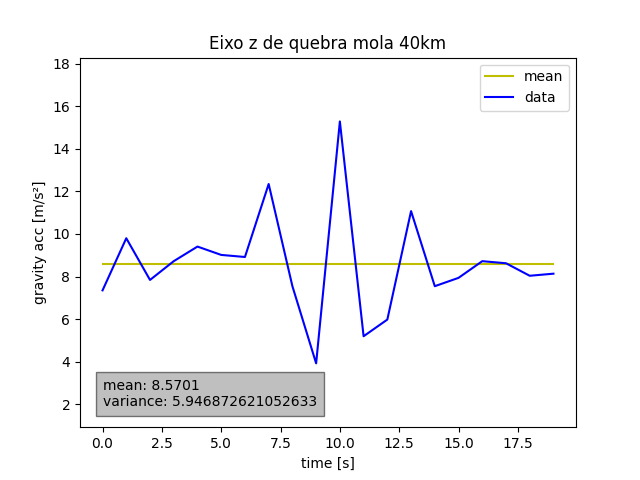 Eixo z de quebra mola 40km
mean
data
18
16
14
12
10
8
6
4
2
gravity acc [m/s²]
mean: 8.5701
variance: 5.946872621052633
0.0 2.5 5.0 7.5 10.0 12.5 15.0 17.5
time [s]